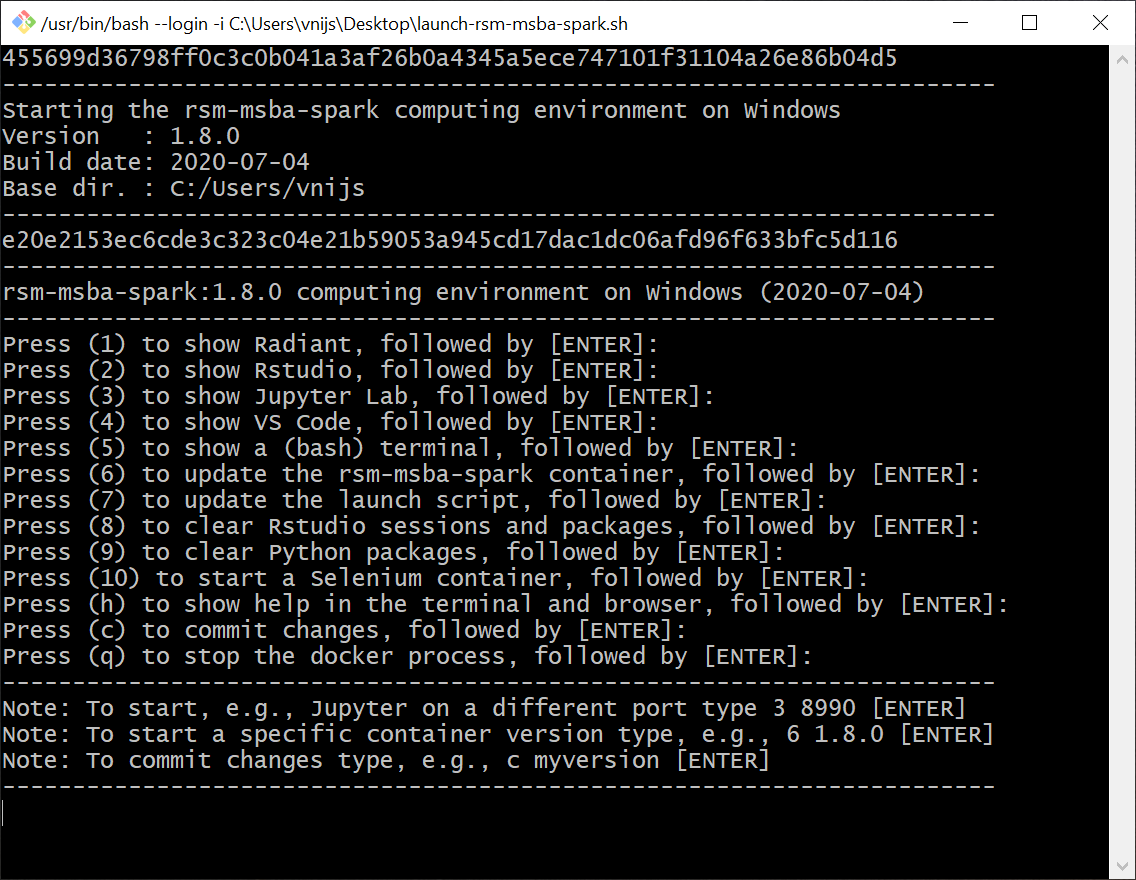 /usr/bin/bash --login -i C:\Users\vnijs\Desktop\launch-rsm-msba-spark.sh
455699d36798ff0c3c0b041a3af26b0a4345a5ece747101f31104a26e86b04d5
-----------------------------------------------------------------------
Starting the rsm-msba-spark computing environment on Windows
Version   : 1.8.0
Build date: 2020-07-04
Base dir. : C:/Users/vnijs
-----------------------------------------------------------------------
e20e2153ec6cde3c323c04e21b59053a945cd17dac1dc06afd96f633bfc5d116
-----------------------------------------------------------------------
rsm-msba-spark:1.8.0 computing environment on Windows (2020-07-04)
-----------------------------------------------------------------------
Press (1) to show Radiant, followed by [ENTER]:
Press (2) to show Rstudio, followed by [ENTER]:
Press (3) to show Jupyter Lab, followed by [ENTER]:
Press (4) to show VS Code, followed by [ENTER]:
Press (5) to show a (bash) terminal, followed by [ENTER]:
Press (6) to update the rsm-msba-spark container, followed by [ENTER]:
Press (7) to update the launch script, followed by [ENTER]:
Press (8) to clear Rstudio sessions and packages, followed by [ENTER]:
Press (9) to clear Python packages, followed by [ENTER]:
Press (10) to start a Selenium container, followed by [ENTER]:
Press (h) to show help in the terminal and browser, followed by [ENTER]:
Press (c) to commit changes, followed by [ENTER]:
Press (q) to stop the docker process, followed by [ENTER]:
-----------------------------------------------------------------------
Note: To start, e.g., Jupyter on a different port type 3 8990 [ENTER]
Note: To start a specific container version type, e.g., 6 1.8.0 [ENTER]
Note: To commit changes type, e.g., c myversion [ENTER]
-----------------------------------------------------------------------